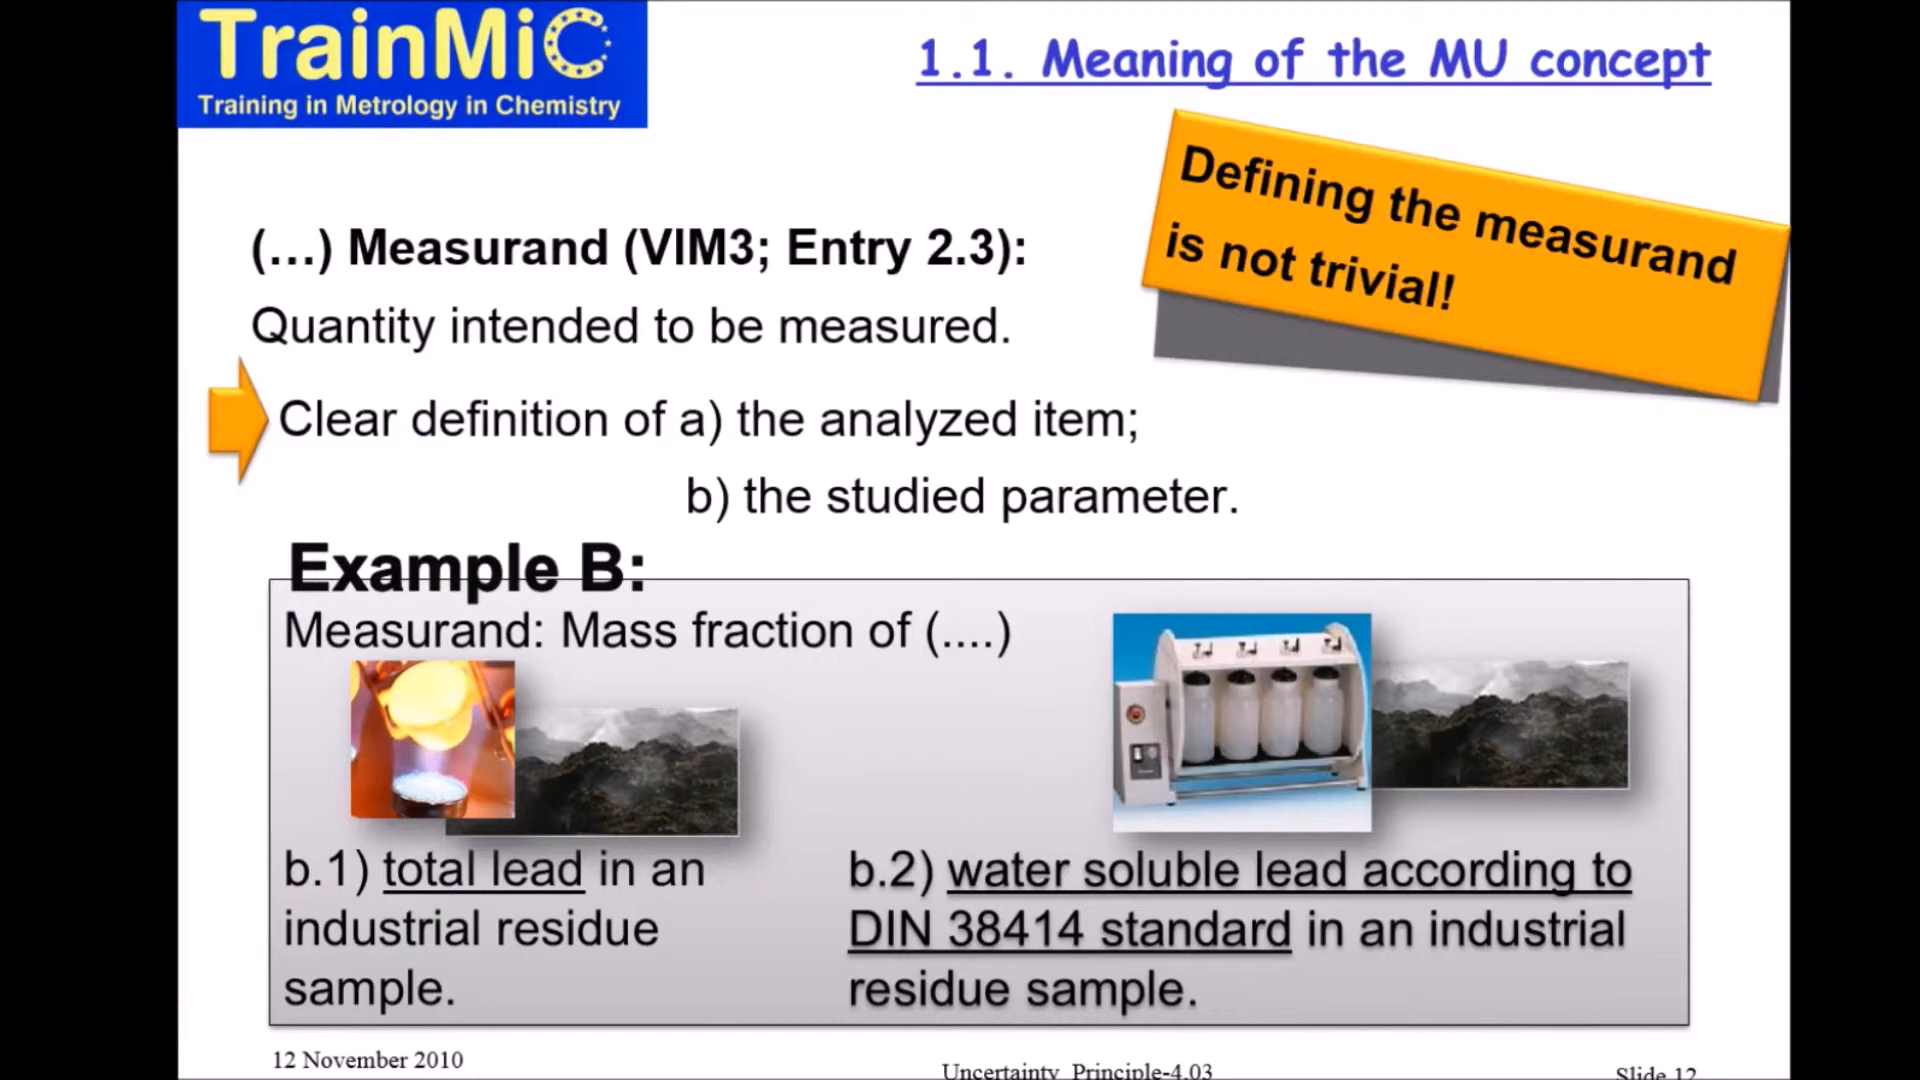 TrainMiC
Training in Metrology in Chemistry
1.1. Meaning of the MU concept
Defining the measurand
is not trivial!
(…) Measurand (VIM3; Entry 2.3):
Quantity intended to be measured.
Clear definition of a) the analyzed item;
b) the studied parameter.
Example B:
Measurand: Mass fraction of (....)
b.1) total lead in an
industrial residue
sample.
b.2) water soluble lead according to
DIN 38414 standard in an industrial
residue sample.
12 November 2010
Uncertainty_Principle-4.03
Slide 12